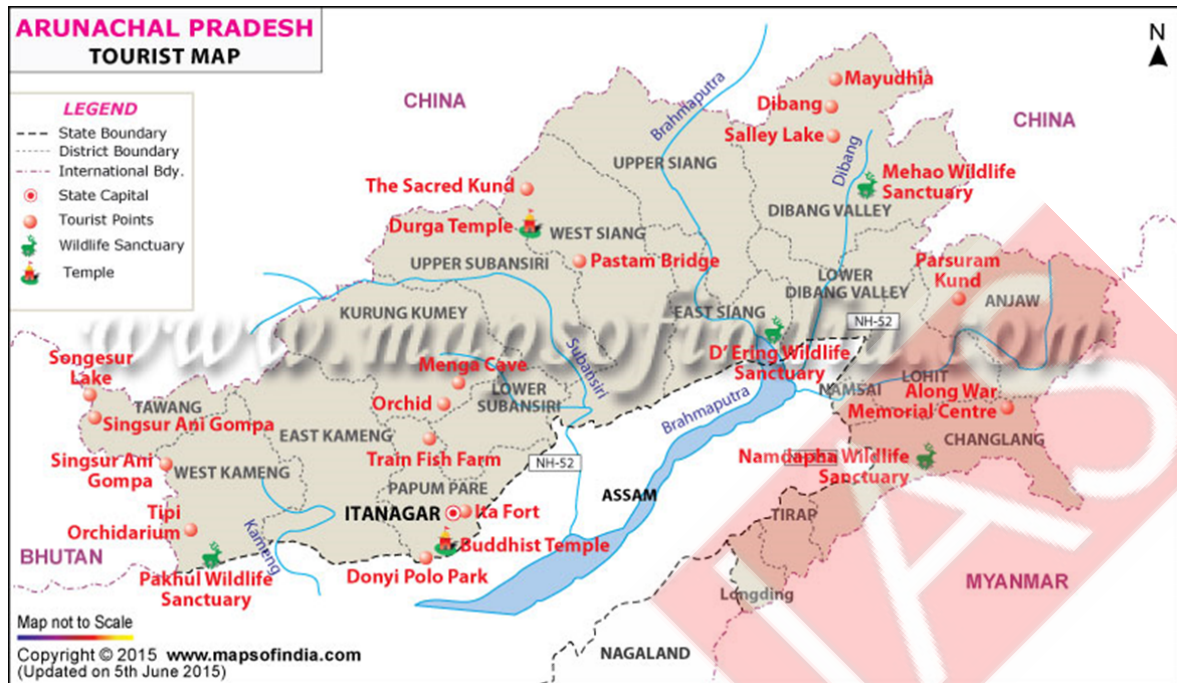 ARUNACHAL PRADESH
TOURIST MAP
N
LEGEND
State Boundary
District Boundary
International Bdy.
State Capital
Tourist Points
Wildlife Sanctuary
Temple
CHINA
CHINA
Brahmaputra
Mayudhia
Dibang
Salley Lake
Dibang
UPPER SIANG
Mehao Wildlife
Sanctuary
The Sacred Kund
DIBANG VALLEY
Durga Temple
WEST SIANG
UPPER SUBANSIRI
Pastam Bridge
Parsuram
Kund
LOWER
DIBANG VALLEY
ANJAW
KURUNG KUMEY
EAST SIANG
NH-52
www.mapsofindia.com
D'Ering Wildlife
Sanctuary
Songesur
Lake
Menga Cave
Subansiri
LOWER
SUBANSIRI
NAMSAI
LOHIT
Along War
Memorial Centre
TAWANG
Singsur Ani Gompa
Orchid
Brahmaputra
EAST KAMENG
CHANGLANG
Singsur Ani
Gompa
WEST KAMENG
Train Fish Farm
NH-52
Namdapha Wildlife
Sanctuary
PAPUM PARE
ASSAM
ITANAGAR
Ita Fort
TIRAP
Tipi
Orchidarium
Kameng
Buddhist Temple
BHUTAN
Pakhul Wildlife
Sanctuary
Donyi Polo Park
MYANMAR
Longding
NAGALAND
IAS
Map not to Scale
Copyright © 2015 www.mapsofindia.com
(Updated on 5th June 2015)